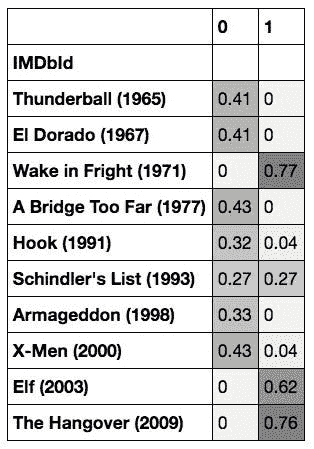 0 1
IMDbId
Thunderball (1965) 0.41 0
El Dorado (1967) 0.41 0
Wake in Fright (1971) 0 0.77
A Bridge Too Far (1977) 0.43 0
Hook (1991) 0.32 0.04
Schindler's List (1993) 0.27 0.27
Armageddon (1998) 0.33 0
X-Men (2000) 0.43 0.04
Elf (2003) 0 0.62
The Hangover (2009) 0 0.76